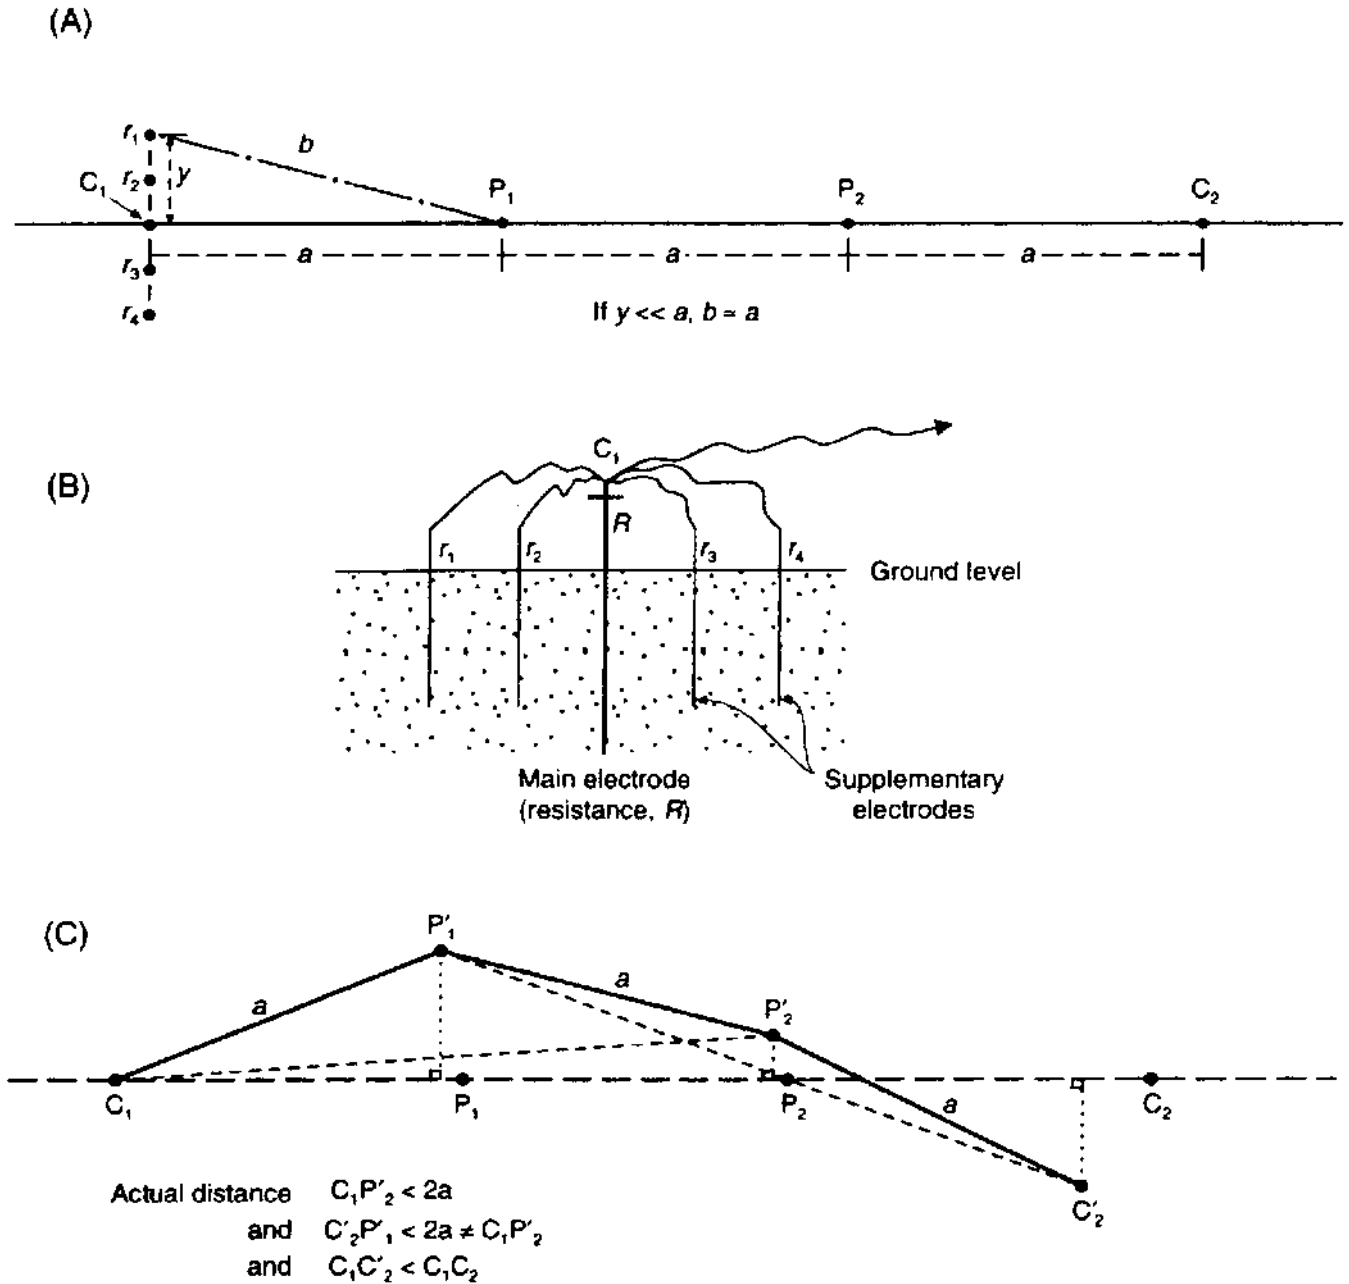 (A)
r₁
b
y
r₂
C₁
P₁
P₂
C₂
a
a
a
r₃
r₄
If y << a, b ≃ a
(B)
C₁
R
r₁
r₂
r₃
r₄
Ground level
Main electrode
(resistance, R)
Supplementary
electrodes
(C)
P′₁
a
a
P′₂
C₁
P₁
P₂
a
C₂
C′₂
Actual distance C₁P′₂ < 2a
and C′₂P′₁ < 2a ≠ C₁P′₂
and C₁C′₂ < C₁C₂